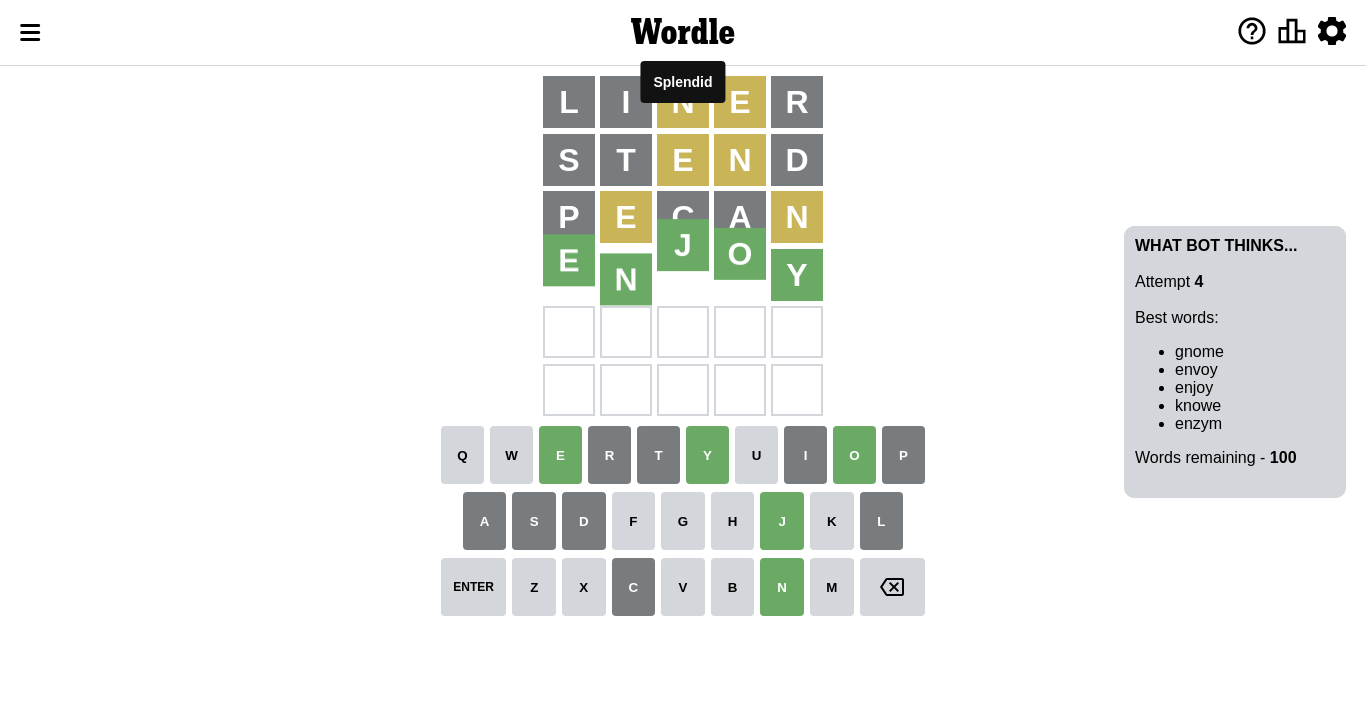 Wordle
Splendid
L I N E R
S T E N D
P E C A N
E N J O Y
Q W E R T Y U I O P
A S D F G H J K L
ENTER Z X C V B N M
WHAT BOT THINKS...
Attempt 4
Best words:
gnome
envoy
enjoy
knowe
enzym
Words remaining - 100